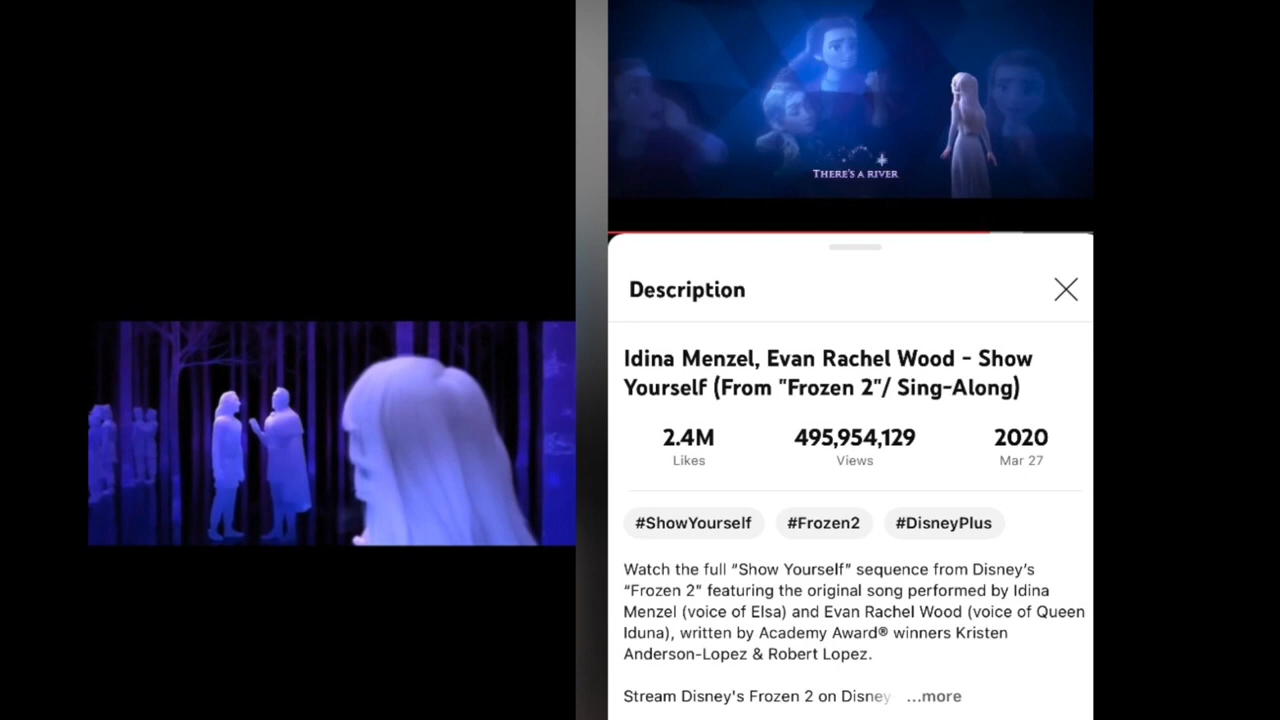 THERE'S A RIVER
Description
Idina Menzel, Evan Rachel Wood - Show
Yourself (From "Frozen 2"/ Sing-Along)
2.4M 495,954,129 2020
Likes Views Mar 27
#ShowYourself #Frozen2 #DisneyPlus
Watch the full “Show Yourself” sequence from Disney’s
“Frozen 2” featuring the original song performed by Idina
Menzel (voice of Elsa) and Evan Rachel Wood (voice of Queen
Iduna), written by Academy Award® winners Kristen
Anderson-Lopez & Robert Lopez.
Stream Disney's Frozen 2 on Disney ...more